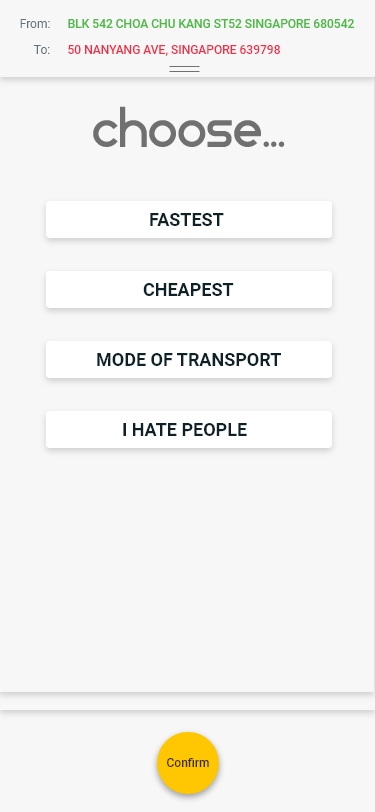 From: BLK 542 CHOA CHU KANG ST52 SINGAPORE 680542
To: 50 NANYANG AVE, SINGAPORE 639798
choose...
FASTEST
CHEAPEST
MODE OF TRANSPORT
I HATE PEOPLE
Confirm